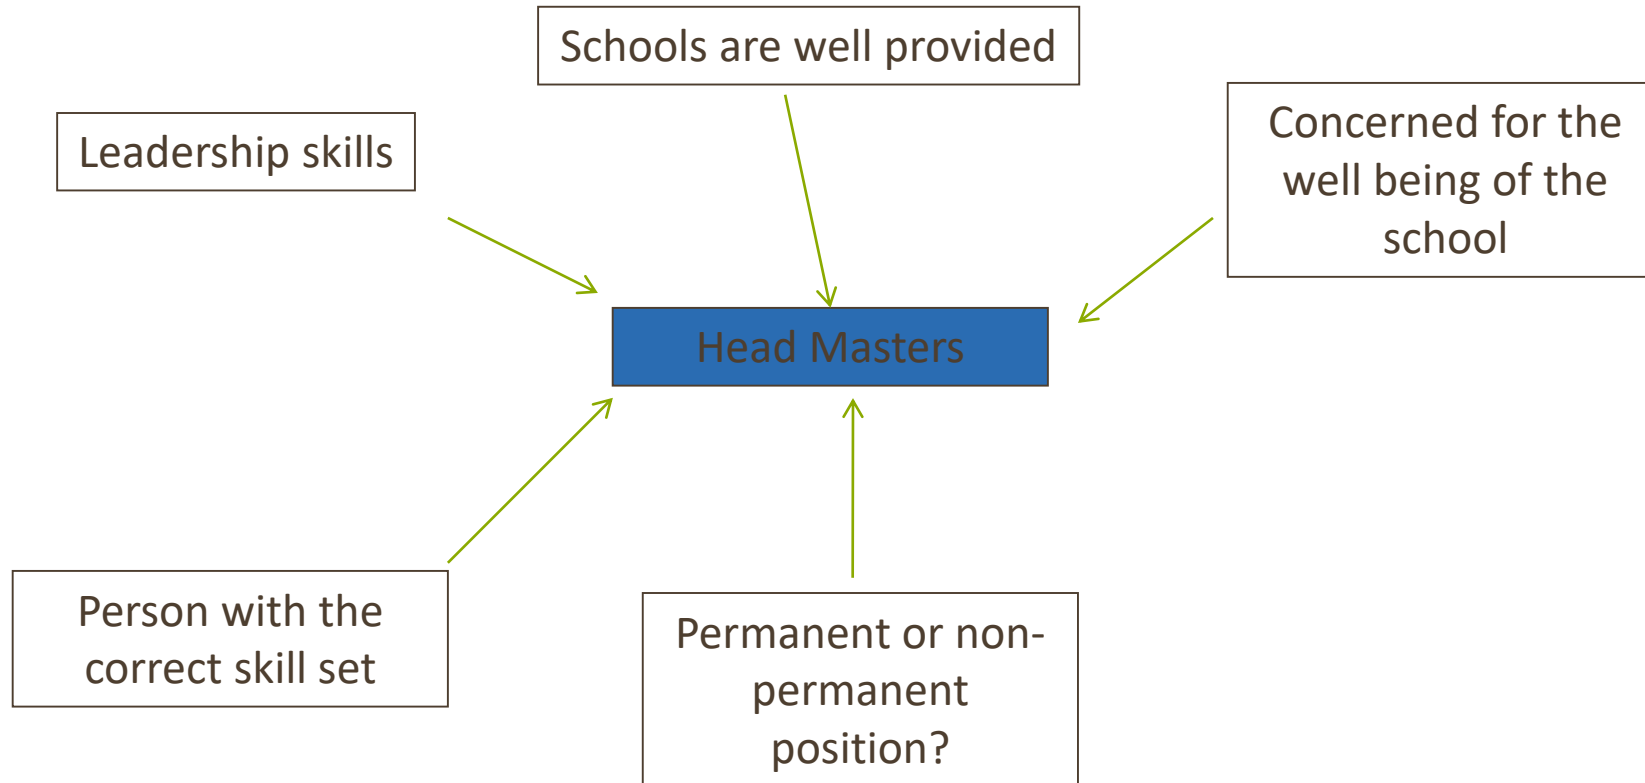 Schools are well provided
Leadership skills
Concerned for the
well being of the
school
Head Masters
Person with the
correct skill set
Permanent or non-
permanent
position?